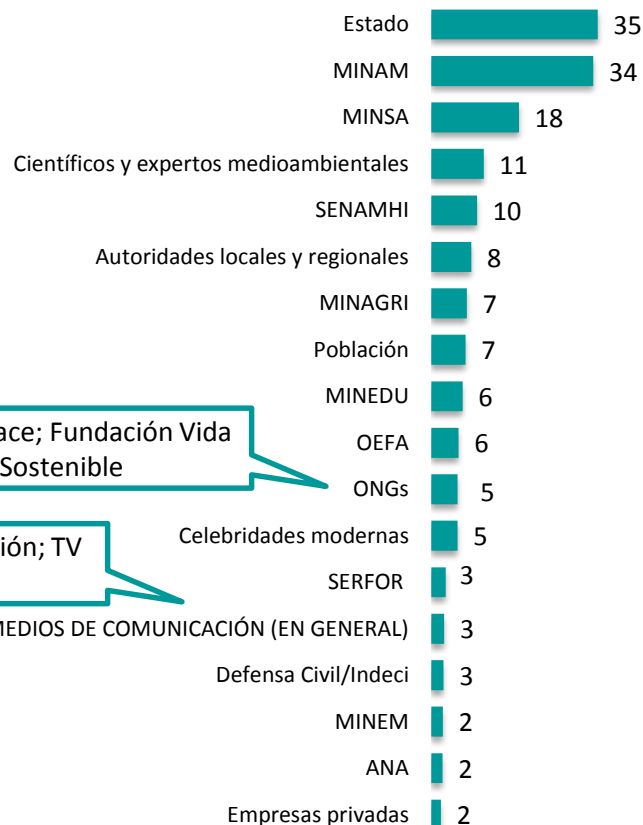 Estado 35
MINAM 34
MINSA 18
Científicos y expertos medioambientales 11
SENAMHI 10
Autoridades locales y regionales 8
MINAGRI 7
Población 7
MINEDU 6
Fundación Vida
OEFA 6
Sostenible
ONGs 5
Celebridades modernas 5
TV
SERFOR 3
MEDIOS DE COMUNICACIÓN (EN GENERAL) 3
Defensa Civil/Indeci 3
MINEM 2
ANA 2
Empresas privadas 2